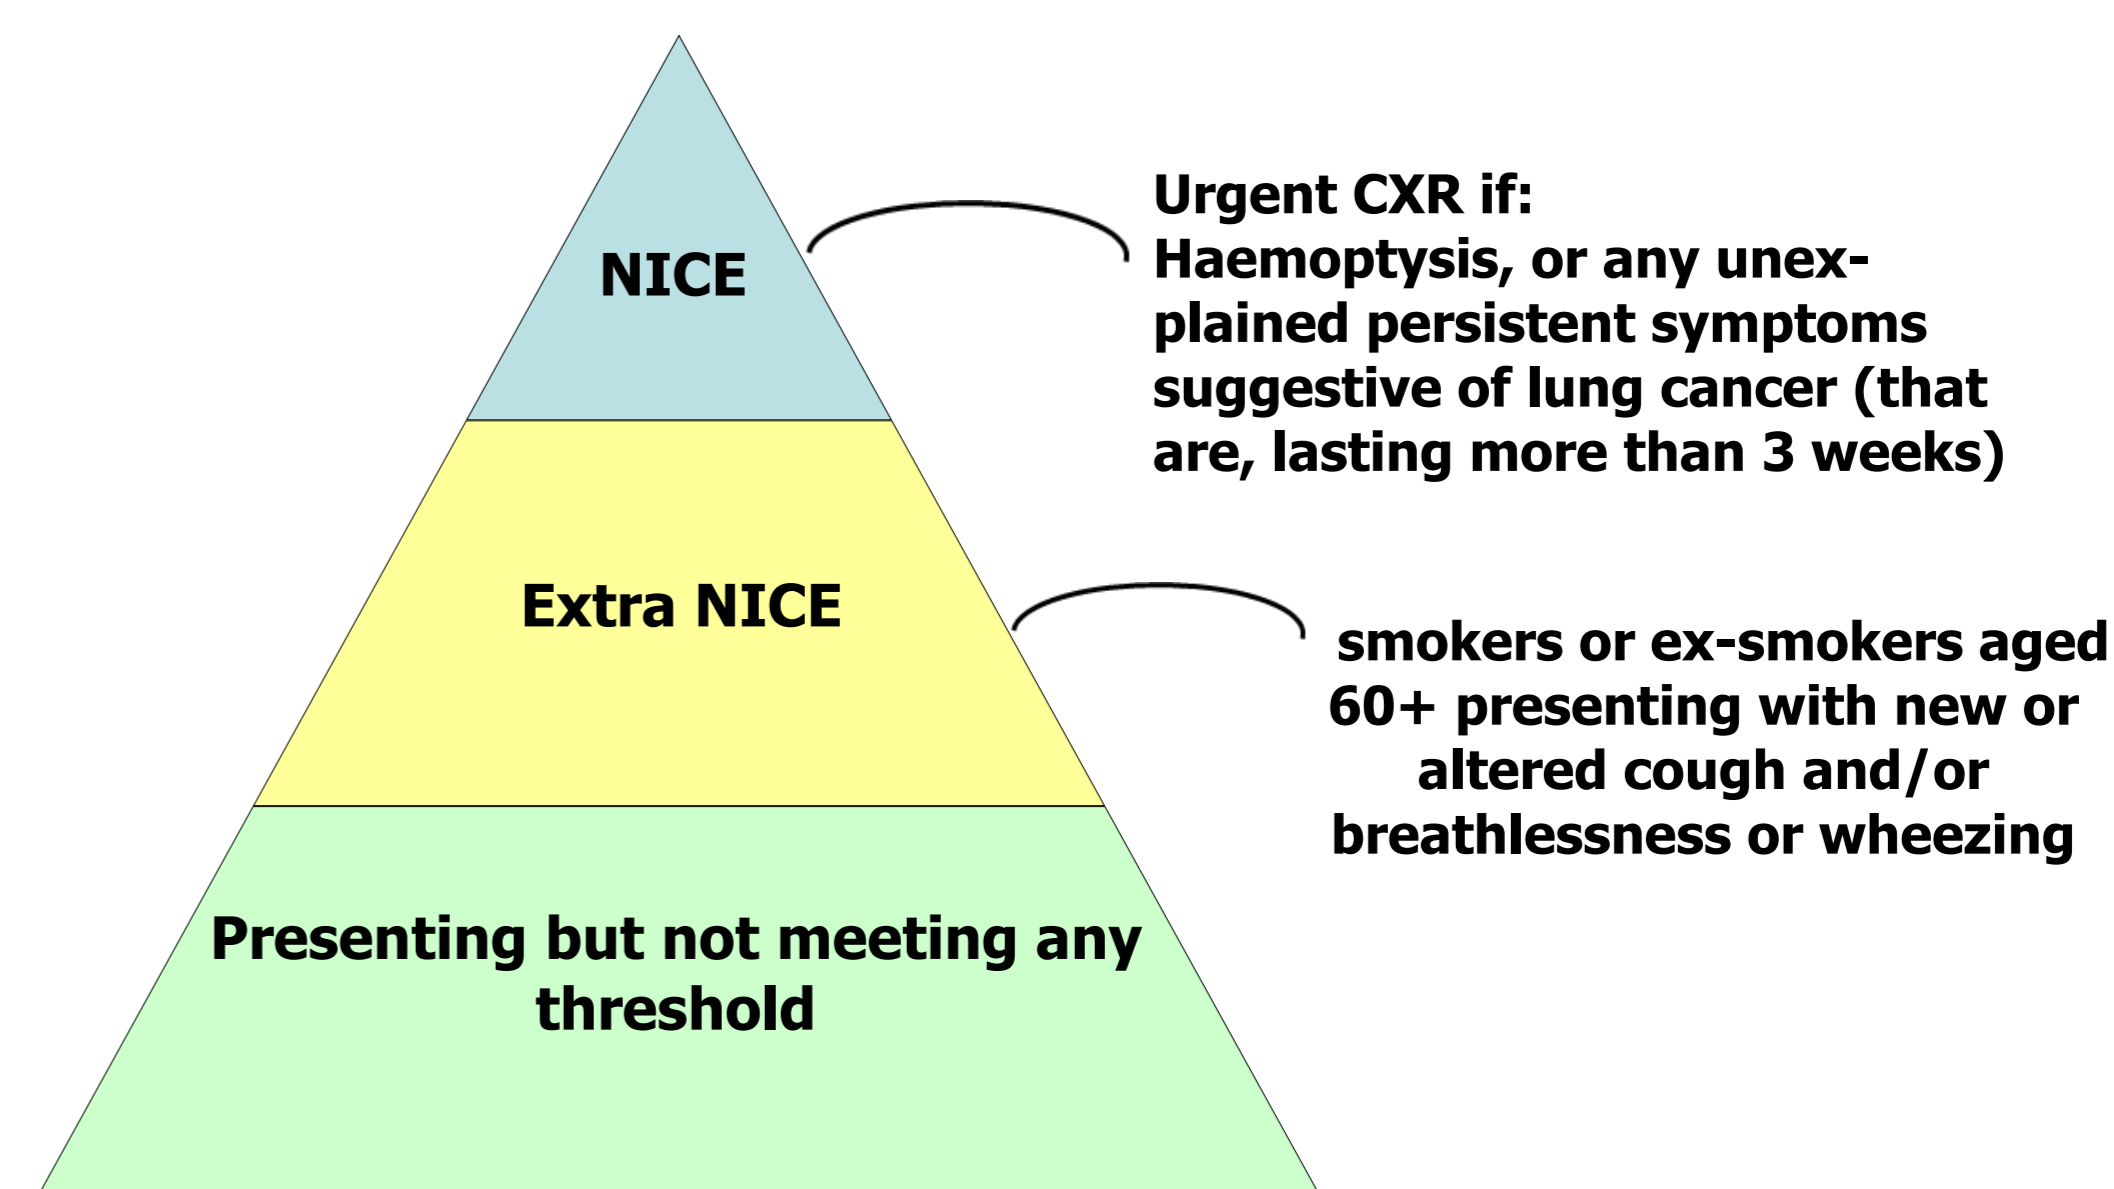 NICE
Urgent CXR if:
Haemoptysis, or any unex-
plained persistent symptoms
suggestive of lung cancer (that
are, lasting more than 3 weeks)
Extra NICE
smokers or ex-smokers aged
60+ presenting with new or
altered cough and/or
breathlessness or wheezing
Presenting but not meeting any
threshold